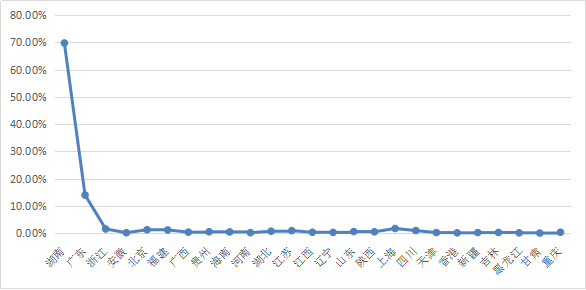 80.00%
70.00%
60.00%
50.00%
40.00%
30.00%
20.00%
10.00%
0.00%
湖南
广东
浙江
安徽
北京
福建
广西
贵州
海南
河南
湖北
江苏
江西
辽宁
山东
陕西
上海
四川
天津
香港
新疆
吉林
黑龙江
甘肃
重庆